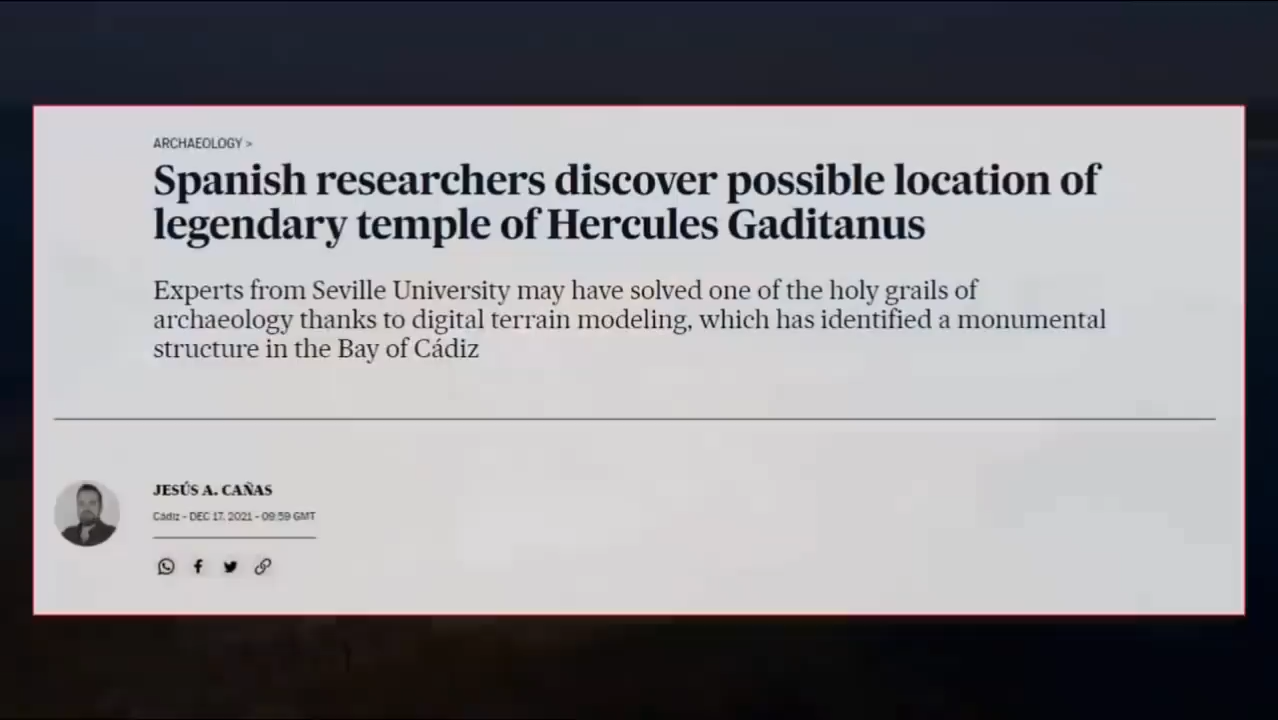 ARCHAEOLOGY >
Spanish researchers discover possible location of
legendary temple of Hercules Gaditanus
Experts from Seville University may have solved one of the holy grails of
archaeology thanks to digital terrain modeling, which has identified a monumental
structure in the Bay of Cádiz
JESÚS A. CAÑAS
Cádiz - DEC 17, 2021 - 09:59 GMT